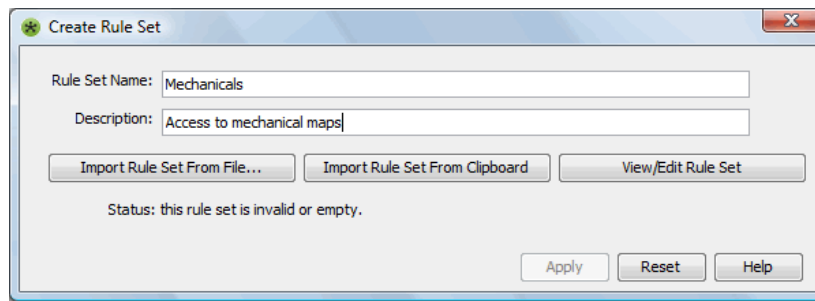 Create Rule Set
Rule Set Name: Mechanicals
Description: Access to mechanical maps
Import Rule Set From File... Import Rule Set From Clipboard View/Edit Rule Set
Status: this rule set is invalid or empty.
Apply Reset Help